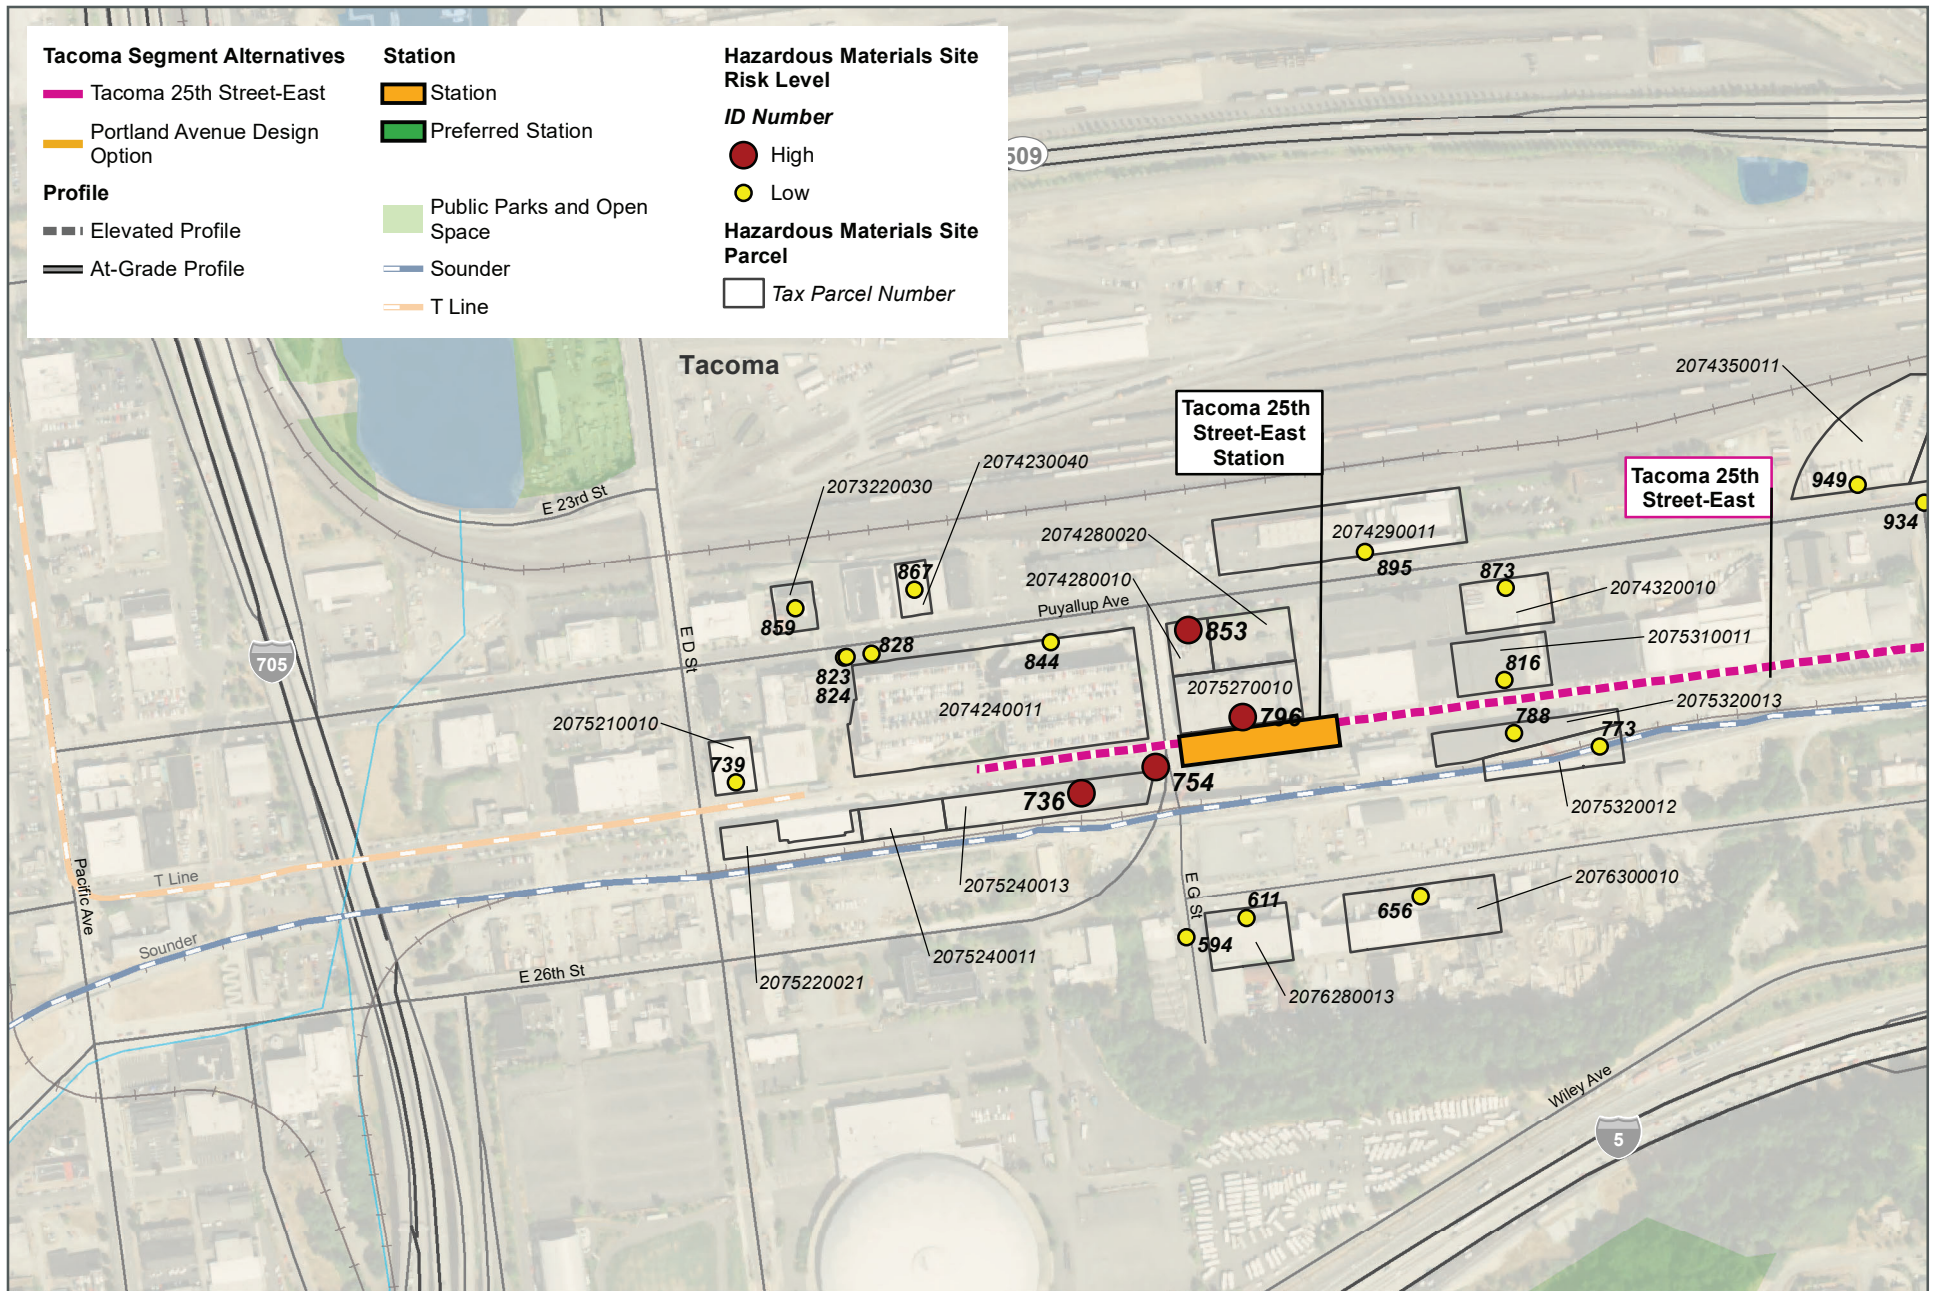 Tacoma Segment Alternatives
Tacoma 25th Street-East
Portland Avenue Design
Option
Profile
Elevated Profile
At-Grade Profile
Station
Station
Preferred Station
Public Parks and Open
Space
Sounder
T Line
Hazardous Materials Site
Risk Level
ID Number
High
Low
Hazardous Materials Site
Parcel
Tax Parcel Number
509
Tacoma
2074350011
Tacoma 25th
Street-East
Station
Tacoma 25th
Street-East
949
934
2074230040
2073220030
E 23rd St
2074280020
2074290011
895
873
2074320010
2074280010
867
Puyallup Ave
859
853
2075310011
816
E D St
828
844
823
824
705
2074240011
2075270010
796
2075320013
788
773
2075210010
739
754
736
2075320012
Pacific Ave
T Line
2075240013
E G St
611
656
2076300010
594
Sounder
2075240011
E 26th St
2075220021
2076280013
Wiley Ave
5